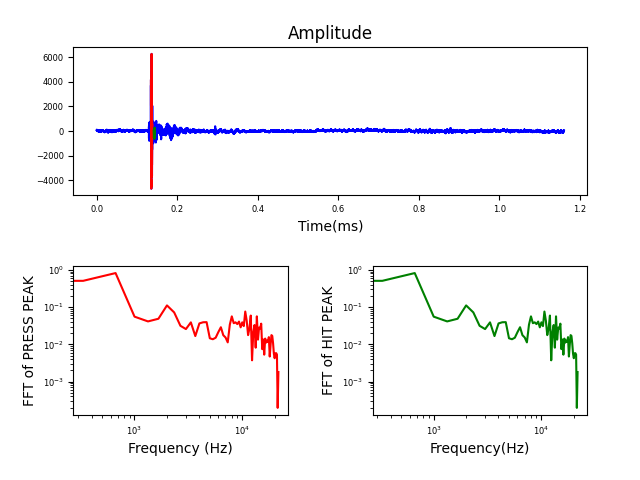 Amplitude
6000
4000
2000
0
−2000
−4000
0.0 0.2 0.4 0.6 0.8 1.0 1.2
Time(ms)
FFT of PRESS PEAK
10⁰
10⁻¹
10⁻²
10⁻³
10³ 10⁴
Frequency (Hz)
FFT of HIT PEAK
10⁰
10⁻¹
10⁻²
10⁻³
10³ 10⁴
Frequency(Hz)